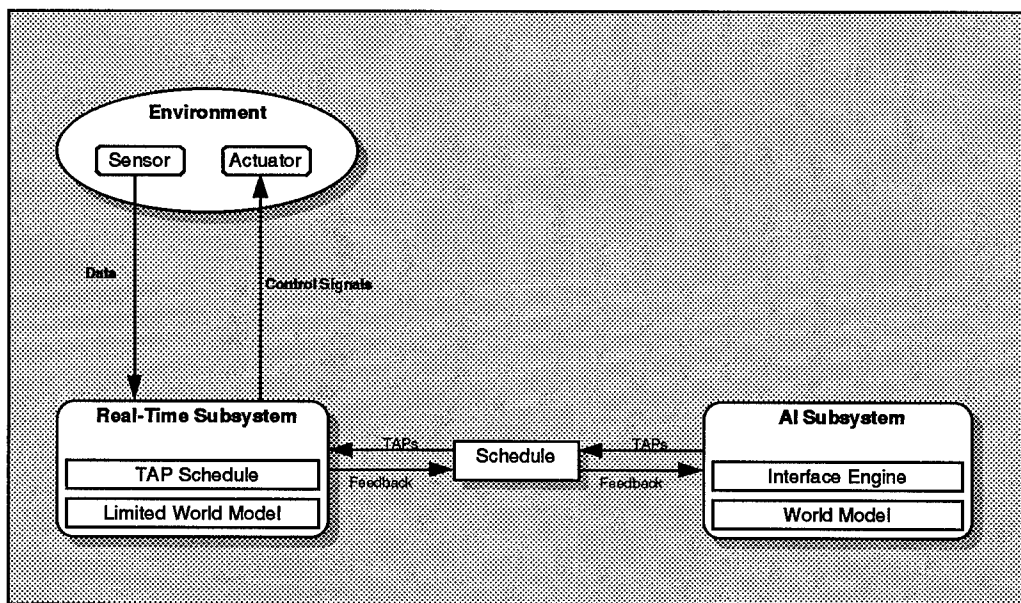 Environment
Sensor
Actuator
Data
Control Signals
Real-Time Subsystem
TAP Schedule
Limited World Model
TAPs
Feedback
Schedule
TAPs
Feedback
AI Subsystem
Interface Engine
World Model